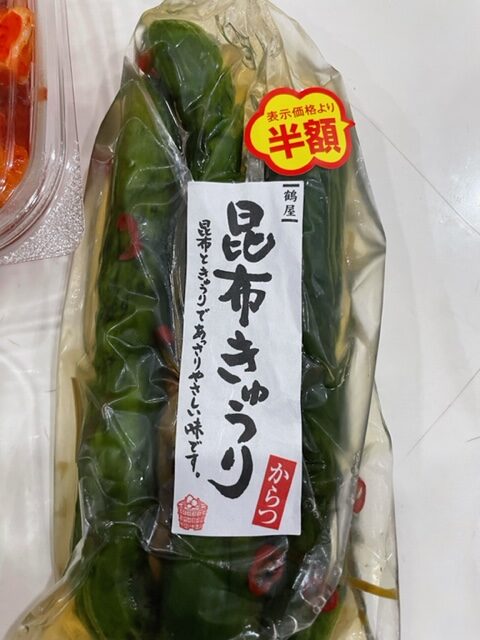 表示価格より
半額
鶴屋
昆布きゅうり
昆布ときゅうりであっさりやさしい味です。
からつ